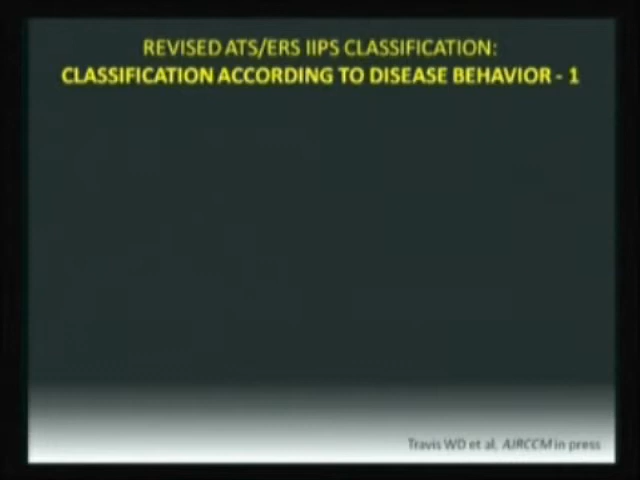 REVISED ATS/ERS IIPS CLASSIFICATION:
CLASSIFICATION ACCORDING TO DISEASE BEHAVIOR - 1
Travis WD et al, AJRCCM in press